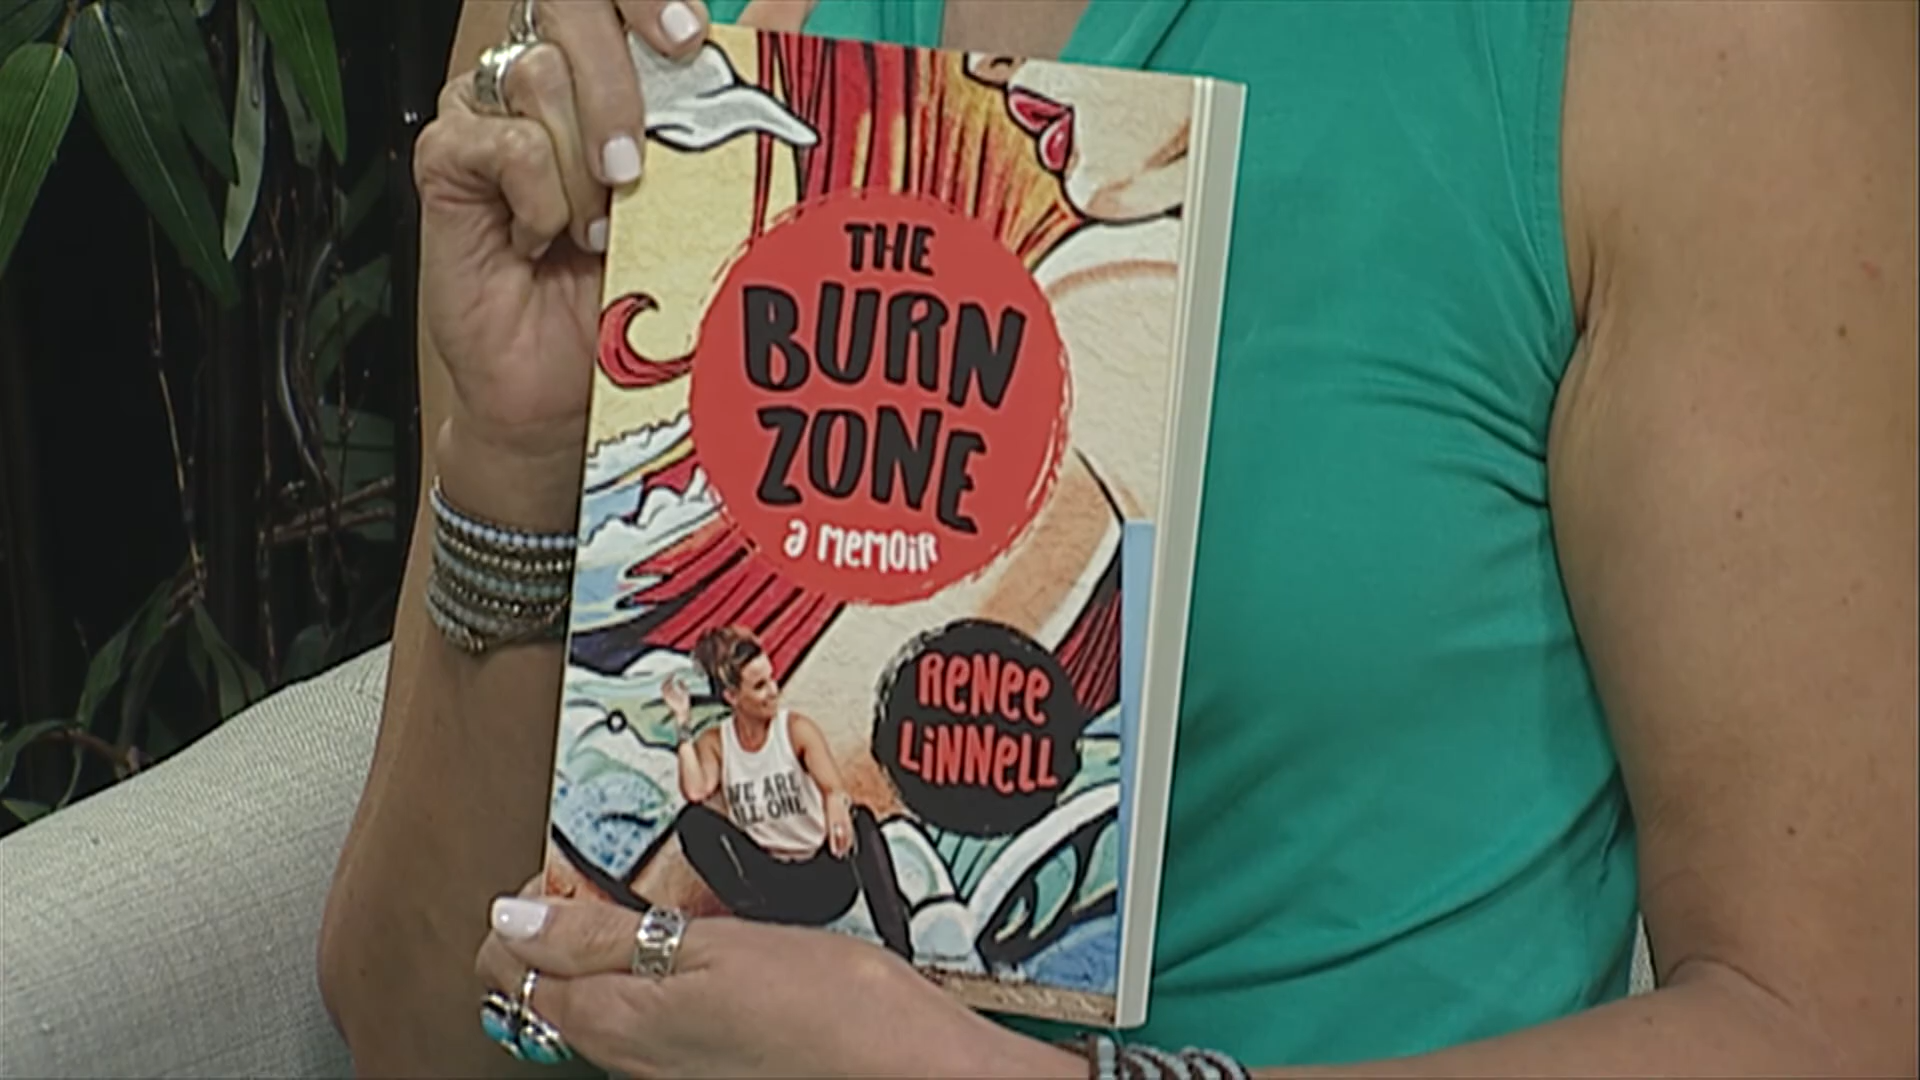 THE
BURN
ZONE
a memoir
Renee
Linnell
WE ARE
ALL ONE